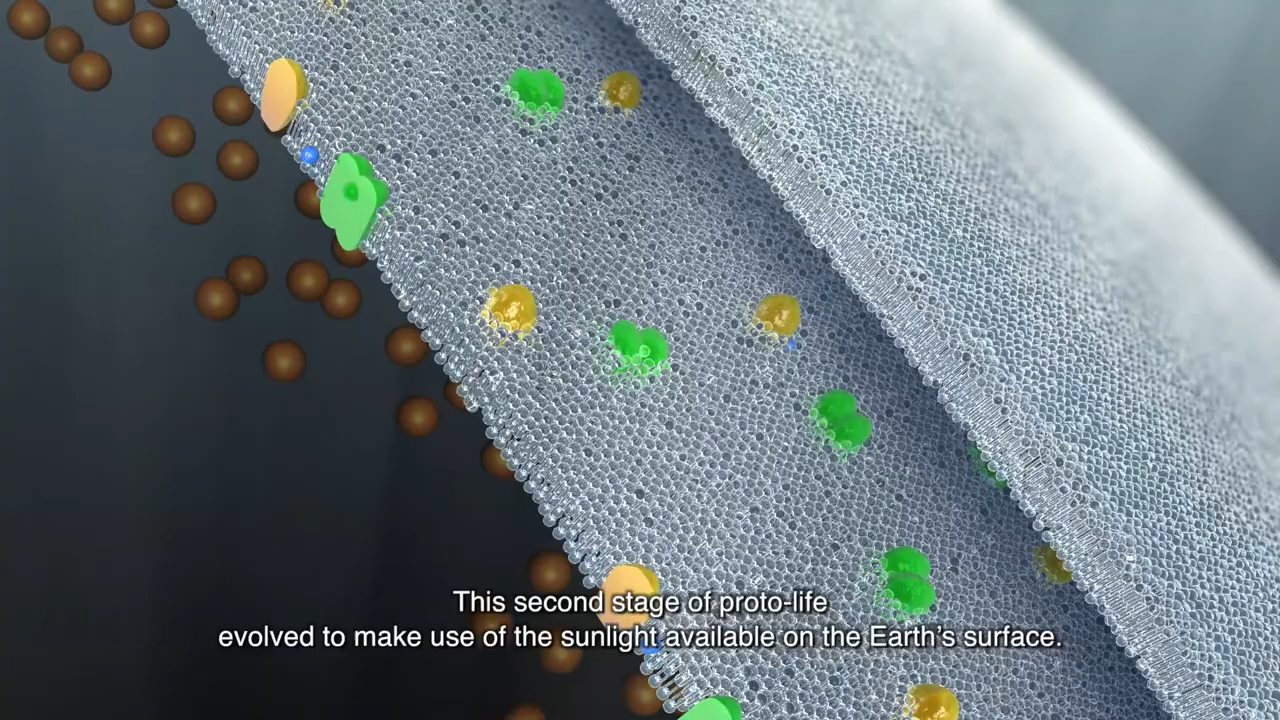 This second stage of proto-life
evolved to make use of the sunlight available on the Earth's surface.